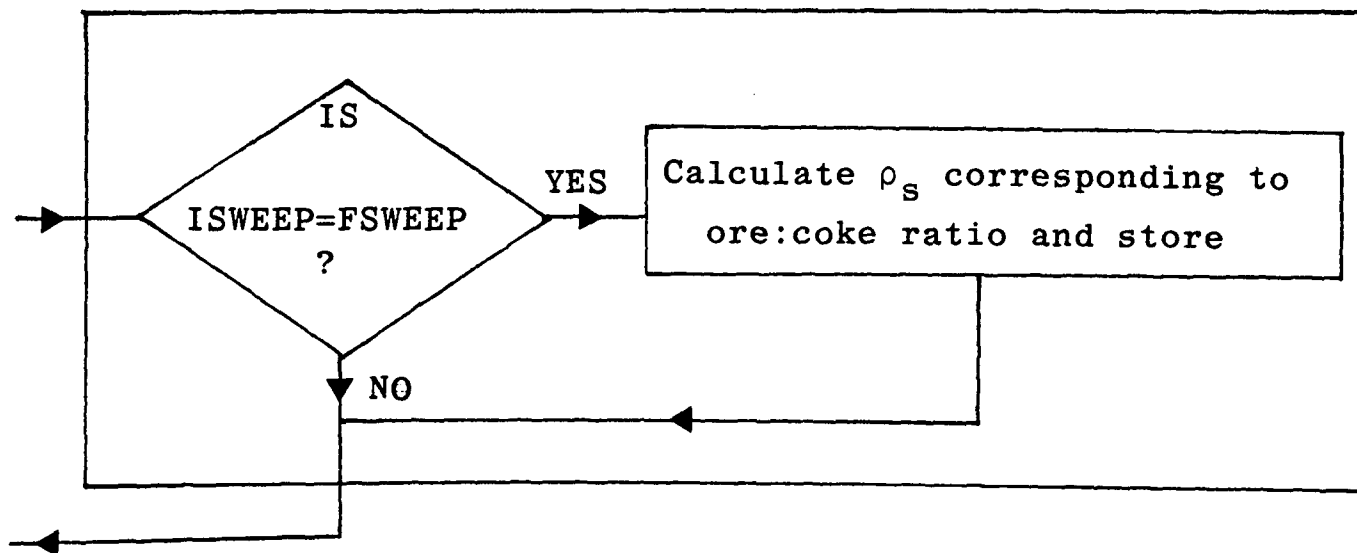 IS
ISWEEP=FSWEEP
?
YES
Calculate ρs corresponding to
ore:coke ratio and store
NO